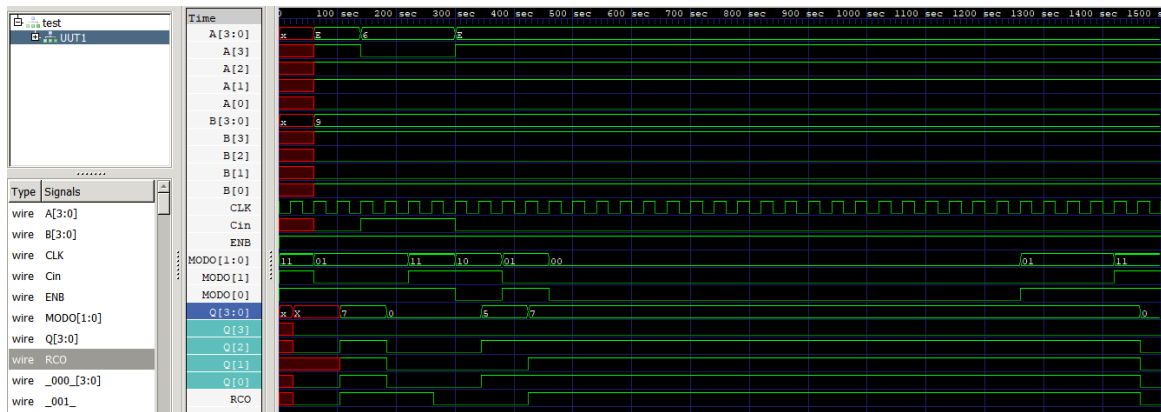 test
UUT1
Type Signals
wire A[3:0]
wire B[3:0]
wire CLK
wire Cin
wire ENB
wire MODO[1:0]
wire Q[3:0]
wire RCO
wire _000_[3:0]
wire _001_
Time
A[3:0]
A[3]
A[2]
A[1]
A[0]
B[3:0]
B[3]
B[2]
B[1]
B[0]
CLK
Cin
ENB
MODO[1:0]
MODO[1]
MODO[0]
Q[3:0]
Q[3]
Q[2]
Q[1]
Q[0]
RCO
100 sec 200 sec 300 sec 400 sec 500 sec 600 sec 700 sec 800 sec 900 sec 1000 sec 1100 sec 1200 sec 1300 sec 1400 sec 1500 s
x E 6 E
x 9
11 01 11 10 01 00 01 11
x X 7 0 5 7 0